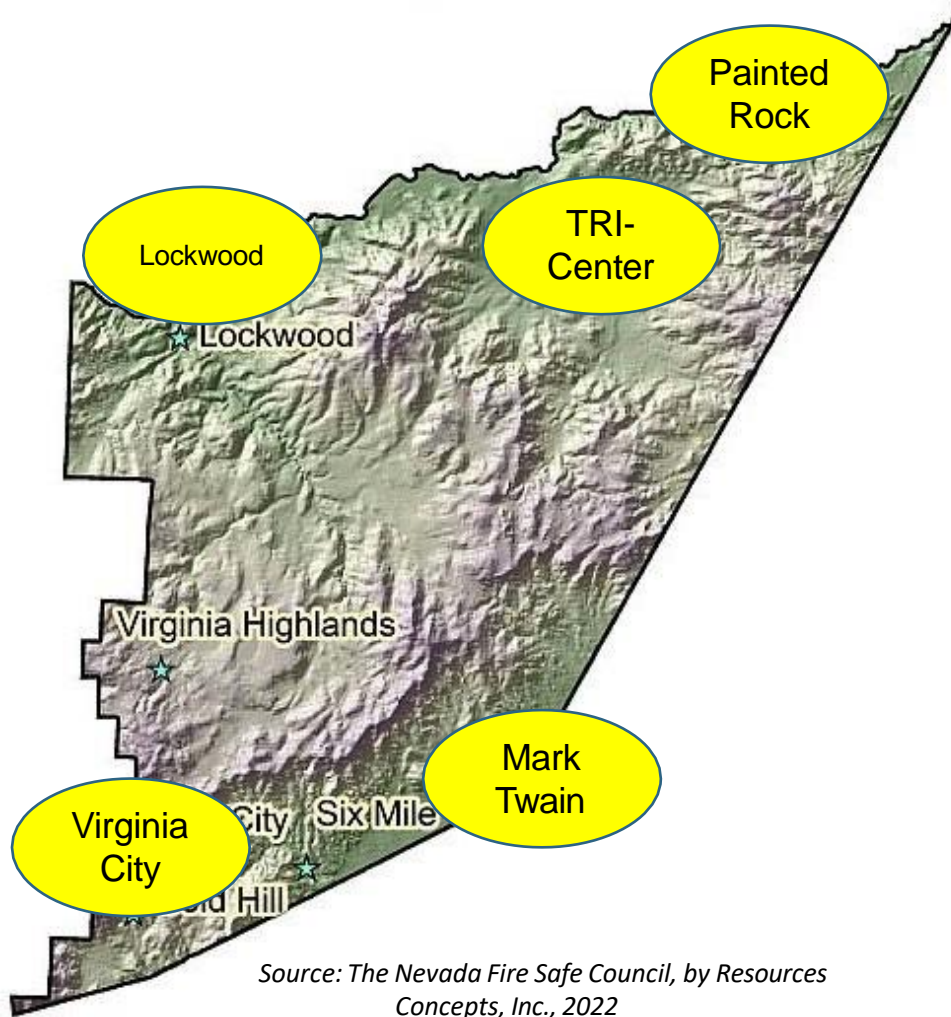 Painted
Rock
TRI-
Center
Lockwood
Lockwood
Virginia Highlands
Mark
Twain
Virginia
City
City
Six Mile
Hill
Source: The Nevada Fire Safe Council, by Resources
Concepts, Inc., 2022